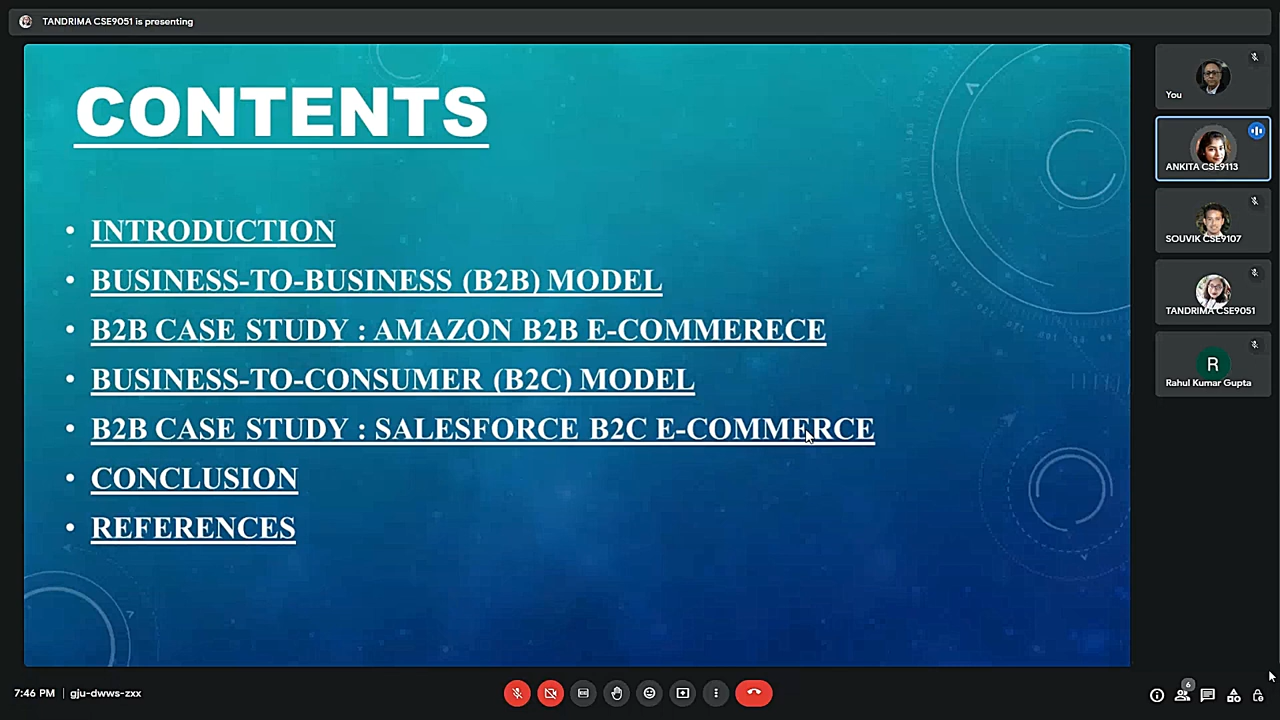 TANDRIMA CSE9051 is presenting
CONTENTS
• INTRODUCTION
• BUSINESS-TO-BUSINESS (B2B) MODEL
• B2B CASE STUDY : AMAZON B2B E-COMMERECE
• BUSINESS-TO-CONSUMER (B2C) MODEL
• B2B CASE STUDY : SALESFORCE B2C E-COMMERCE
• CONCLUSION
• REFERENCES
You
ANKITA CSE9113
SOUVIK CSE9107
TANDRIMA CSE9051
R
Rahul Kumar Gupta
7:46 PM | gju-dwws-zxx
6